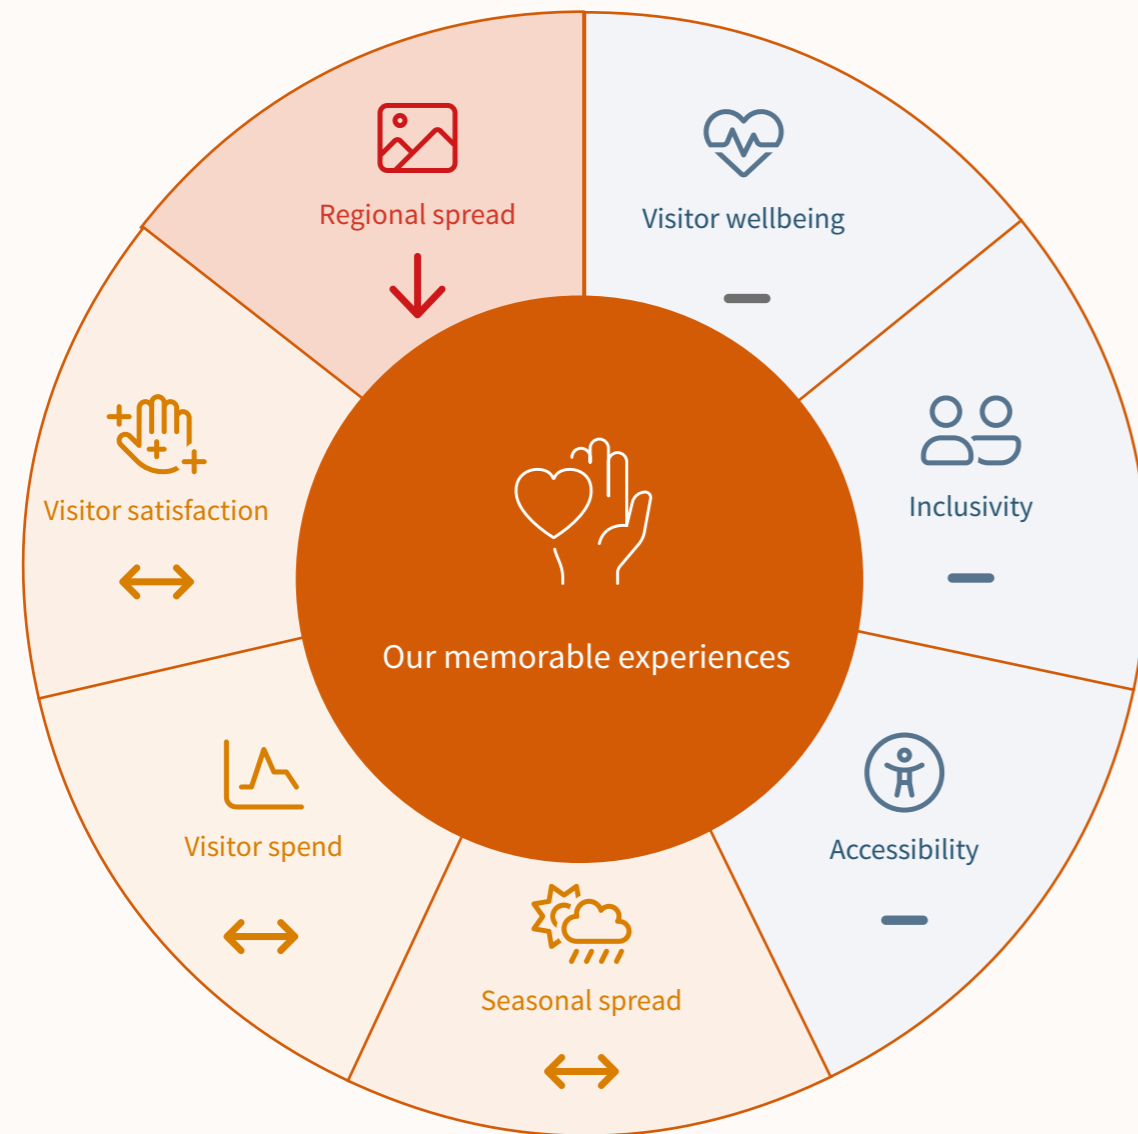 Regional spread
Visitor wellbeing
Visitor satisfaction
Inclusivity
Our memorable experiences
Visitor spend
Accessibility
Seasonal spread